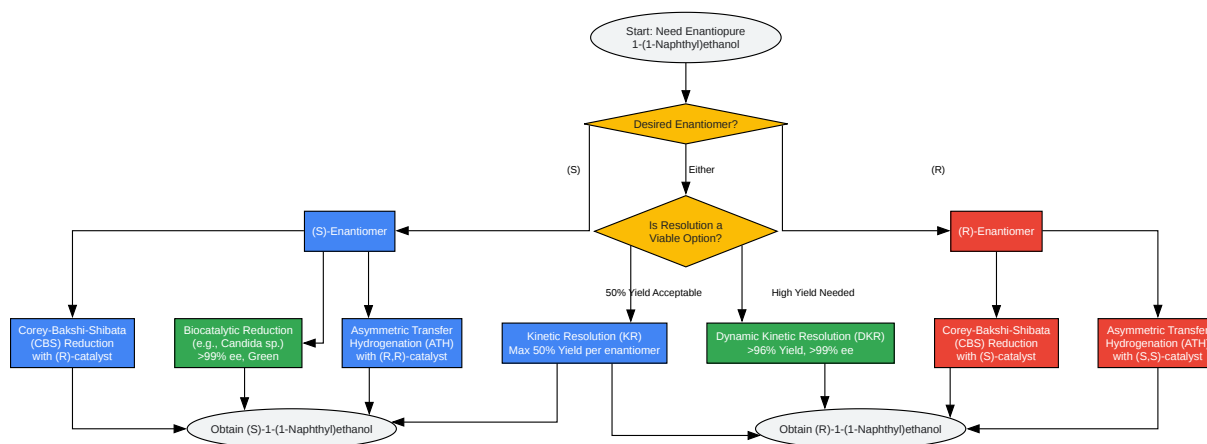 Start: Need Enantiopure
1-(1-Naphthyl)ethanol
Desired Enantiomer?
(S)
Either
(R)
(S)-Enantiomer
Is Resolution a
Viable Option?
(R)-Enantiomer
50% Yield Acceptable
High Yield Needed
Corey-Bakshi-Shibata
(CBS) Reduction
with (R)-catalyst
Biocatalytic Reduction
(e.g., Candida sp.)
>99% ee, Green
Asymmetric Transfer
Hydrogenation (ATH)
with (R,R)-catalyst
Kinetic Resolution (KR)
Max 50% Yield per enantiomer
Dynamic Kinetic Resolution (DKR)
>96% Yield, >99% ee
Corey-Bakshi-Shibata
(CBS) Reduction
with (S)-catalyst
Asymmetric Transfer
Hydrogenation (ATH)
with (S,S)-catalyst
Obtain (S)-1-(1-Naphthyl)ethanol
Obtain (R)-1-(1-Naphthyl)ethanol